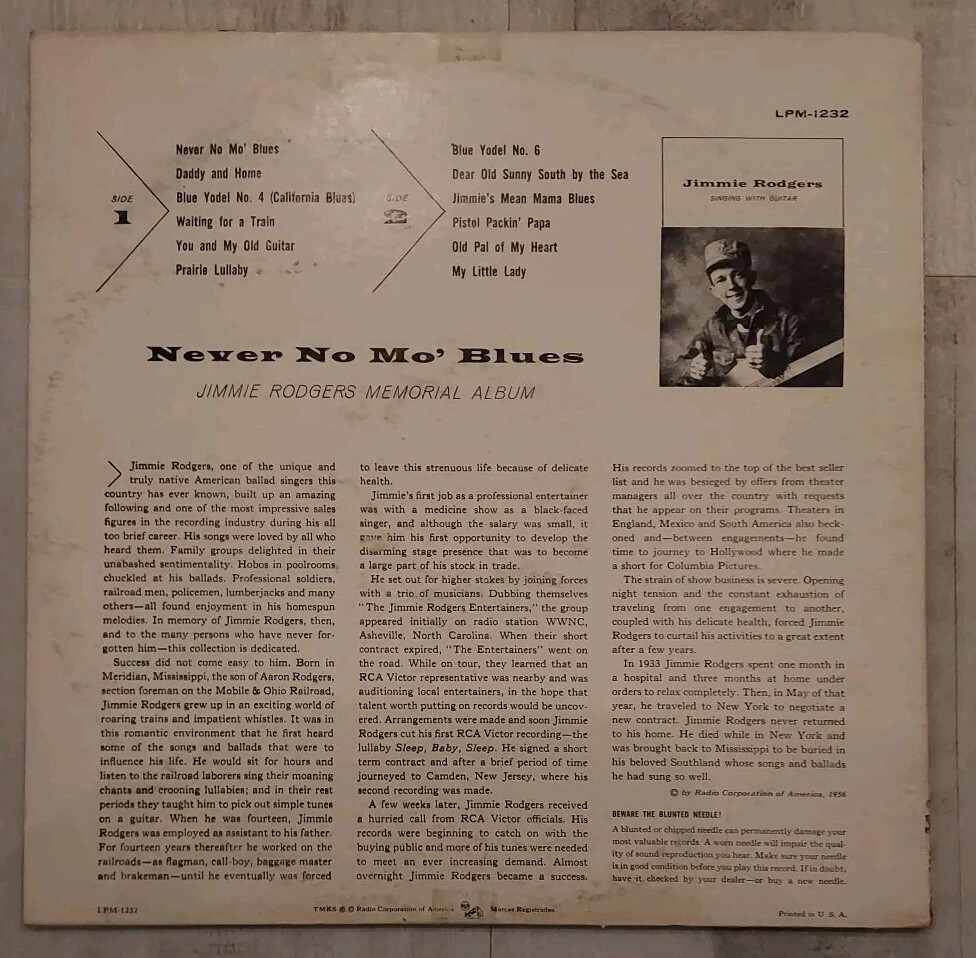 LPM-1232
SIDE
1
Never No Mo' Blues
Daddy and Home
Blue Yodel No. 4 (California Blues)
Waiting for a Train
You and My Old Guitar
Prairie Lullaby
SIDE
2
Blue Yodel No. 6
Dear Old Sunny South by the Sea
Jimmie's Mean Mama Blues
Pistol Packin' Papa
Old Pal of My Heart
My Little Lady
Jimmie Rodgers
SINGING WITH GUITAR
Never No Mo' Blues
JIMMIE RODGERS MEMORIAL ALBUM
Jimmie Rodgers, one of the unique and
truly native American ballad singers this
country has ever known, built up an amazing
following and one of the most impressive sales
figures in the recording industry during his all
too brief career. His songs were loved by all who
heard them. Family groups delighted in their
unabashed sentimentality. Hobos in poolrooms
chuckled at his ballads. Professional soldiers,
railroad men, policemen, lumberjacks and many
others—all found enjoyment in his homespun
melodies. In memory of Jimmie Rodgers, then,
and to the many persons who have never for-
gotten him—this collection is dedicated.
Success did not come easy to him. Born in
Meridian, Mississippi, the son of Aaron Rodgers,
section foreman on the Mobile & Ohio Railroad,
Jimmie Rodgers grew up in an exciting world of
roaring trains and impatient whistles. It was in
this romantic environment that he first heard
some of the songs and ballads that were to
influence his life. He would sit for hours and
listen to the railroad laborers sing their moaning
chants and crooning lullabies; and in their rest
periods they taught him to pick out simple tunes
on a guitar. When he was fourteen, Jimmie
Rodgers was employed as assistant to his father.
For fourteen years thereafter he worked on the
railroads—as flagman, call-boy, baggage master
and brakeman—until he eventually was forced
to leave this strenuous life because of delicate
health.
Jimmie's first job as a professional entertainer
was with a medicine show as a black-faced
singer, and although the salary was small, it
gave him his first opportunity to develop the
disarming stage presence that was to become
a large part of his stock in trade.
He set out for higher stakes by joining forces
with a trio of musicians. Dubbing themselves
"The Jimmie Rodgers Entertainers," the group
appeared initially on radio station WWNC,
Asheville, North Carolina. When their short
contract expired, "The Entertainers" went on
the road. While on tour, they learned that an
RCA Victor representative was nearby and was
auditioning local entertainers, in the hope that
talent worth putting on records would be uncov-
ered. Arrangements were made and soon Jimmie
Rodgers cut his first RCA Victor recording—the
lullaby Sleep, Baby, Sleep. He signed a short
term contract and after a brief period of time
journeyed to Camden, New Jersey, where his
second recording was made.
A few weeks later, Jimmie Rodgers received
a hurried call from RCA Victor officials. His
records were beginning to catch on with the
buying public and more of his tunes were needed
to meet an ever increasing demand. Almost
overnight Jimmie Rodgers became a success.
His records zoomed to the top of the best seller
list and he was besieged by offers from theater
managers all over the country with requests
that he appear on their programs. Theaters in
England, Mexico and South America also beck-
oned and—between engagements—he found
time to journey to Hollywood where he made
a short for Columbia Pictures.
The strain of show business is severe. Opening
night tension and the constant exhaustion of
traveling from one engagement to another,
coupled with his delicate health, forced Jimmie
Rodgers to curtail his activities to a great extent
after a few years.
In 1933 Jimmie Rodgers spent one month in
a hospital and three months at home under
orders to relax completely. Then, in May of that
year, he traveled to New York to negotiate a
new contract. Jimmie Rodgers never returned
to his home. He died while in New York and
was brought back to Mississippi to be buried in
his beloved Southland whose songs and ballads
he had sung so well.
© by Radio Corporation of America, 1956
BEWARE THE BLUNTED NEEDLE!
A blunted or chipped needle can permanently damage your
most valuable records. A worn needle will impair the qual-
ity of sound reproduction you hear. Make sure your needle
is in good condition before you play this record. If in doubt,
have it checked by your dealer—or buy a new needle.
LPM-1232
TMKS ® © Radio Corporation of America
Marcas Registradas
Printed in U. S. A.